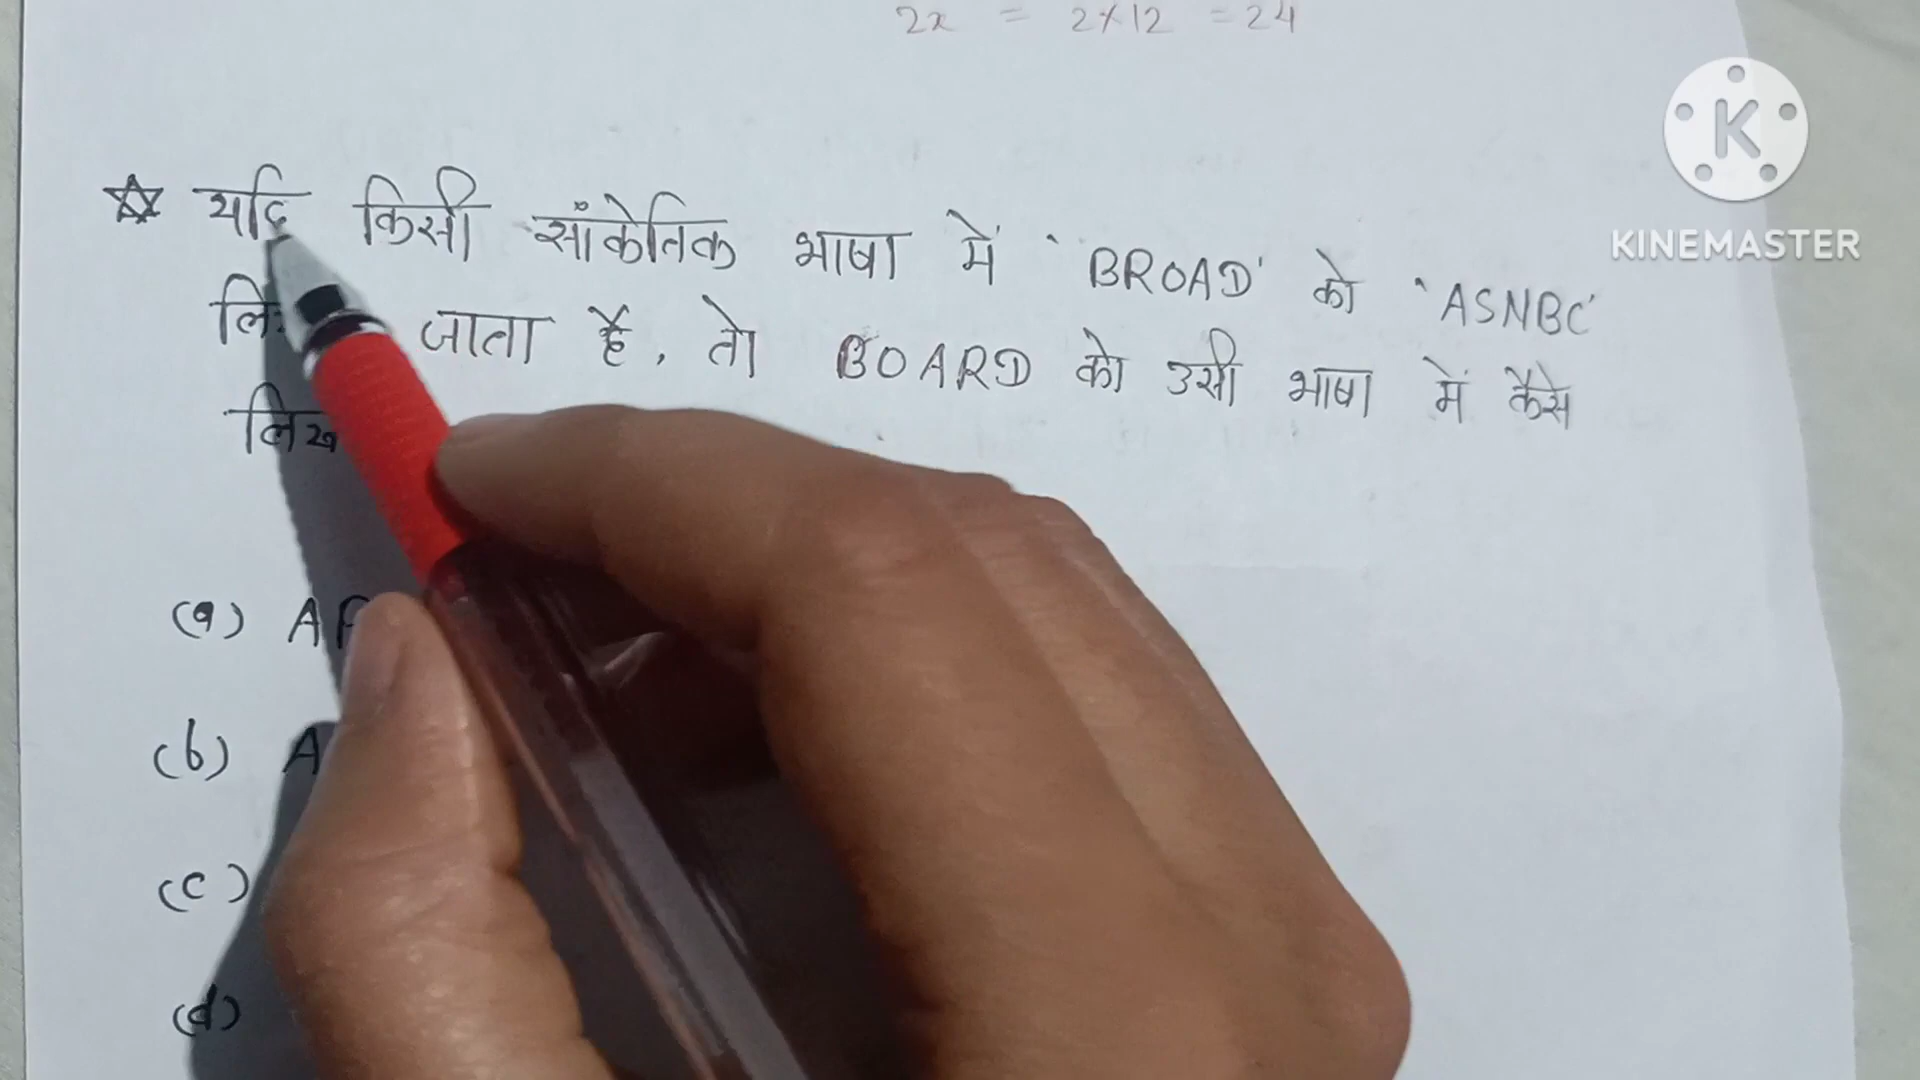 2x = 2×12 = 24
KINEMASTER
☆ यदि किसी सांकेतिक भाषा में 'BROAD' को 'ASNBC'
जाता है, तो BOARD को उसी भाषा में कैसे
(a)
(b)
(c)
(d)